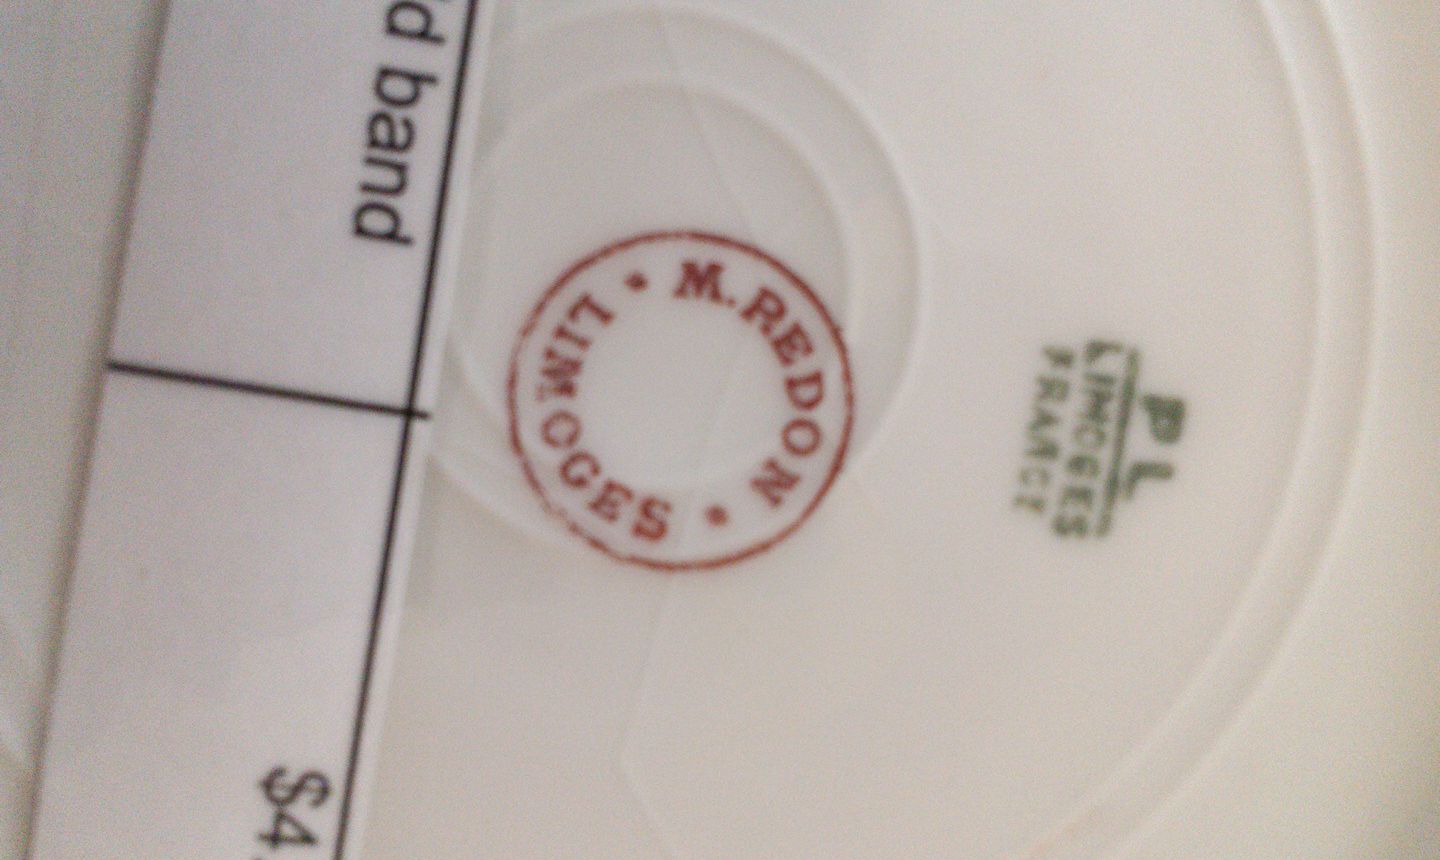 d band
$4.
M. REDON
LIMOGES
PL
LIMOGES
FRANCE